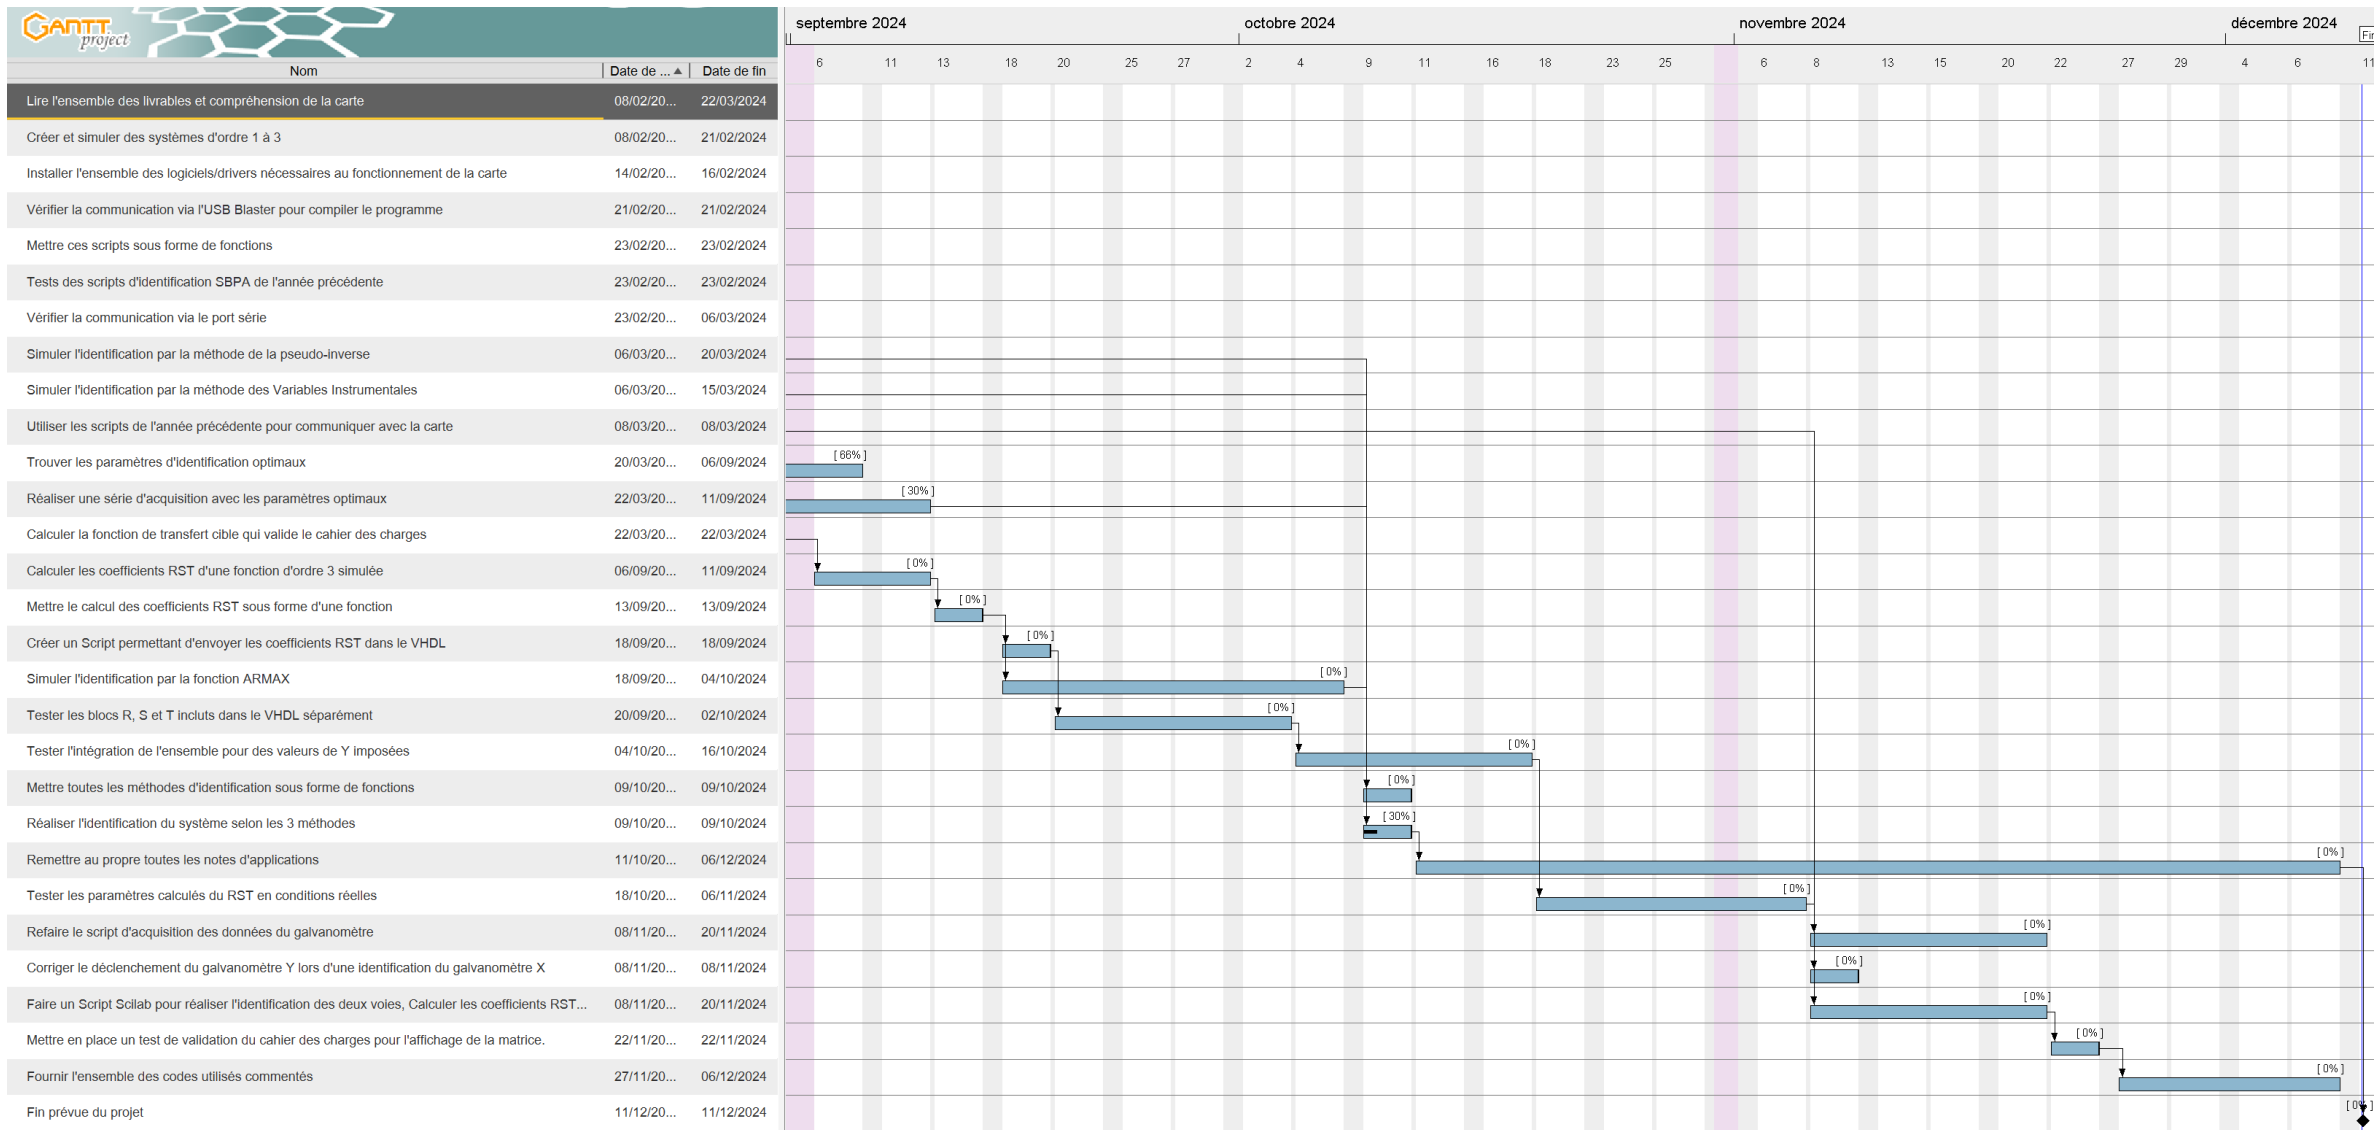 GANTT
project
septembre 2024 octobre 2024 novembre 2024 décembre 2024
Nom Date de ... Date de fin
6 11 13 18 20 25 27 2 4 9 11 16 18 23 25 6 8 13 15 20 22 27 29 4 6 11
Lire l'ensemble des livrables et compréhension de la carte 08/02/20... 22/03/2024
Créer et simuler des systèmes d'ordre 1 à 3 08/02/20... 21/02/2024
Installer l'ensemble des logiciels/drivers nécessaires au fonctionnement de la carte 14/02/20... 16/02/2024
Vérifier la communication via l'USB Blaster pour compiler le programme 21/02/20... 21/02/2024
Mettre ces scripts sous forme de fonctions 23/02/20... 23/02/2024
Tests des scripts d'identification SBPA de l'année précédente 23/02/20... 23/02/2024
Vérifier la communication via le port série 23/02/20... 06/03/2024
Simuler l'identification par la méthode de la pseudo-inverse 06/03/20... 20/03/2024
Simuler l'identification par la méthode des Variables Instrumentales 06/03/20... 15/03/2024
Utiliser les scripts de l'année précédente pour communiquer avec la carte 08/03/20... 08/03/2024
Trouver les paramètres d'identification optimaux 20/03/20... 06/09/2024 [ 66% ]
Réaliser une série d'acquisition avec les paramètres optimaux 22/03/20... 11/09/2024 [ 30% ]
Calculer la fonction de transfert cible qui valide le cahier des charges 22/03/20... 22/03/2024
Calculer les coefficients RST d'une fonction d'ordre 3 simulée 06/09/20... 11/09/2024 [ 0% ]
Mettre le calcul des coefficients RST sous forme d'une fonction 13/09/20... 13/09/2024 [ 0% ]
Créer un Script permettant d'envoyer les coefficients RST dans le VHDL 18/09/20... 18/09/2024 [ 0% ]
Simuler l'identification par la fonction ARMAX 18/09/20... 04/10/2024 [ 0% ]
Tester les blocs R, S et T incluts dans le VHDL séparément 20/09/20... 02/10/2024 [ 0% ]
Tester l'intégration de l'ensemble pour des valeurs de Y imposées 04/10/20... 16/10/2024 [ 0% ]
Mettre toutes les méthodes d'identification sous forme de fonctions 09/10/20... 09/10/2024 [ 0% ]
Réaliser l'identification du système selon les 3 méthodes 09/10/20... 09/10/2024 [ 30% ]
Remettre au propre toutes les notes d'applications 11/10/20... 06/12/2024 [ 0% ]
Tester les paramètres calculés du RST en conditions réelles 18/10/20... 06/11/2024 [ 0% ]
Refaire le script d'acquisition des données du galvanomètre 08/11/20... 20/11/2024 [ 0% ]
Corriger le déclenchement du galvanomètre Y lors d'une identification du galvanomètre X 08/11/20... 08/11/2024 [ 0% ]
Faire un Script Scilab pour réaliser l'identification des deux voies, Calculer les coefficients RST... 08/11/20... 20/11/2024 [ 0% ]
Mettre en place un test de validation du cahier des charges pour l'affichage de la matrice. 22/11/20... 22/11/2024 [ 0% ]
Fournir l'ensemble des codes utilisés commentés 27/11/20... 06/12/2024 [ 0% ]
Fin prévue du projet 11/12/20... 11/12/2024 [ 0% ]